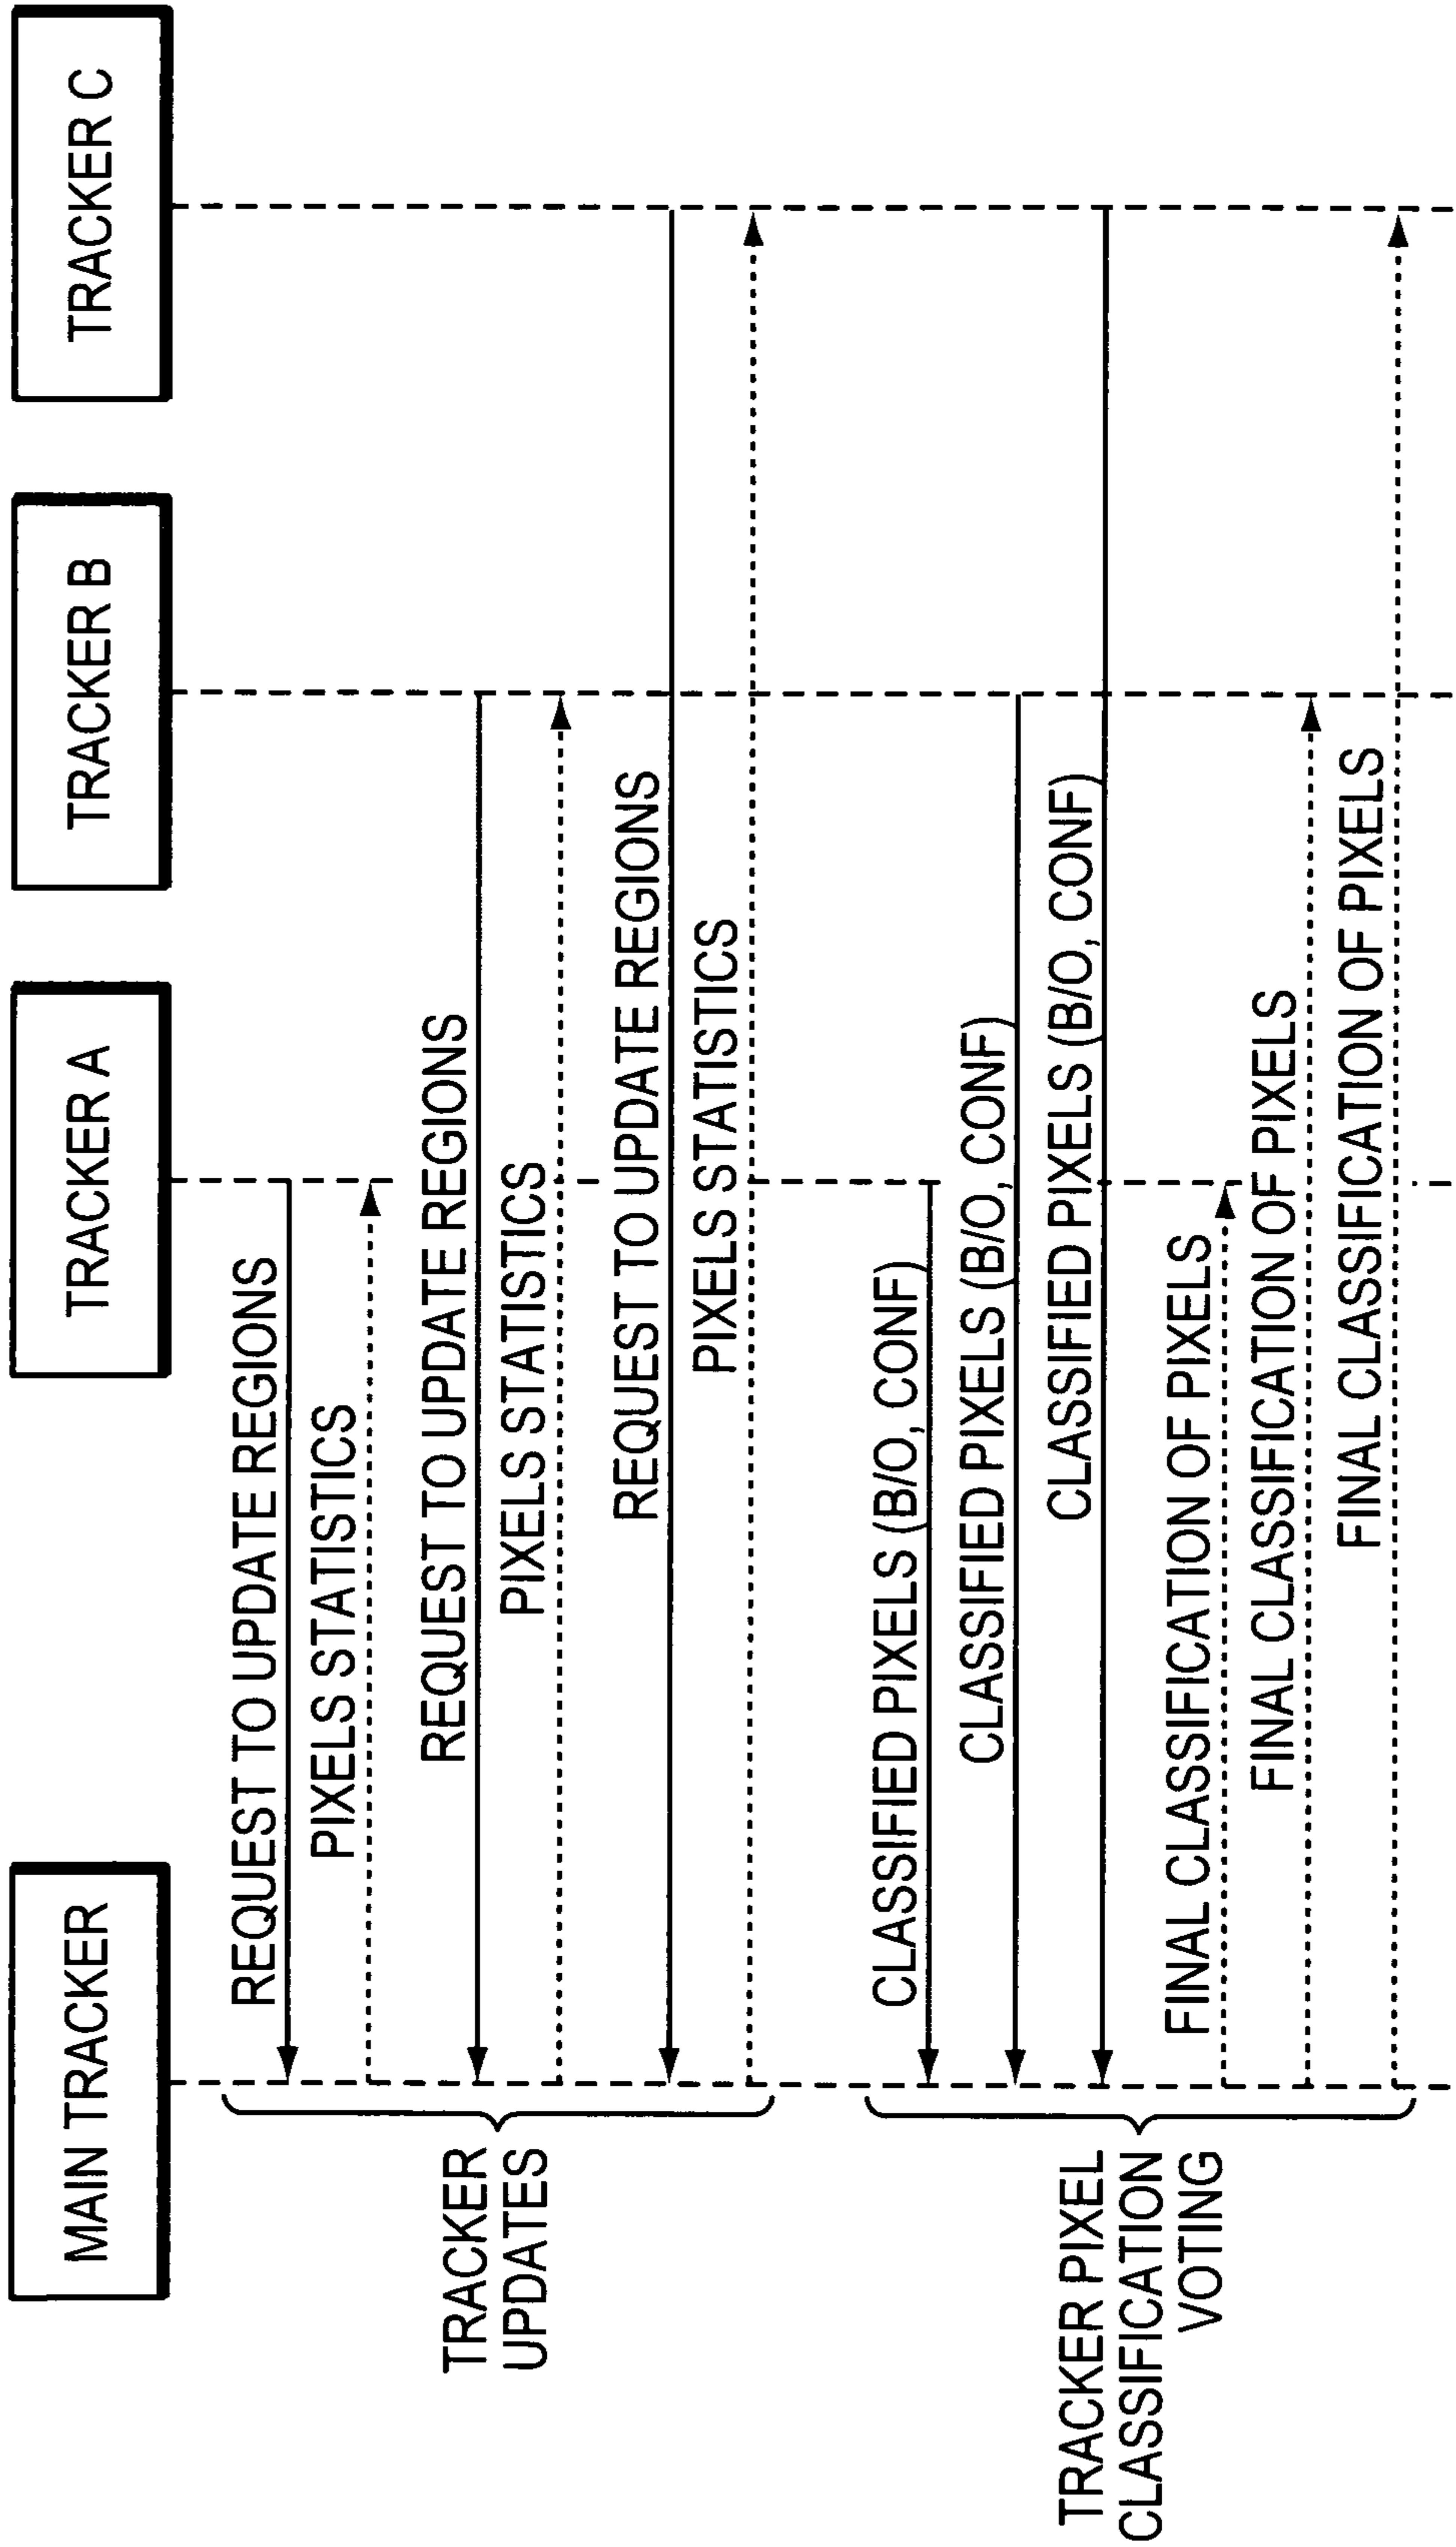 MAIN TRACKER
TRACKER A
TRACKER B
TRACKER C
TRACKER
UPDATES
REQUEST TO UPDATE REGIONS
PIXELS STATISTICS
REQUEST TO UPDATE REGIONS
PIXELS STATISTICS
REQUEST TO UPDATE REGIONS
PIXELS STATISTICS
TRACKER PIXEL
CLASSIFICATION
VOTING
CLASSIFIED PIXELS (B/O, CONF)
CLASSIFIED PIXELS (B/O, CONF)
CLASSIFIED PIXELS (B/O, CONF)
FINAL CLASSIFICATION OF PIXELS
FINAL CLASSIFICATION OF PIXELS
FINAL CLASSIFICATION OF PIXELS